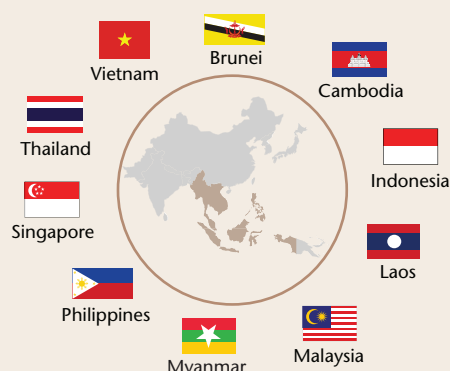 Brunei
Vietnam
Cambodia
Thailand
Indonesia
Singapore
Laos
Philippines
Malaysia
Myanmar